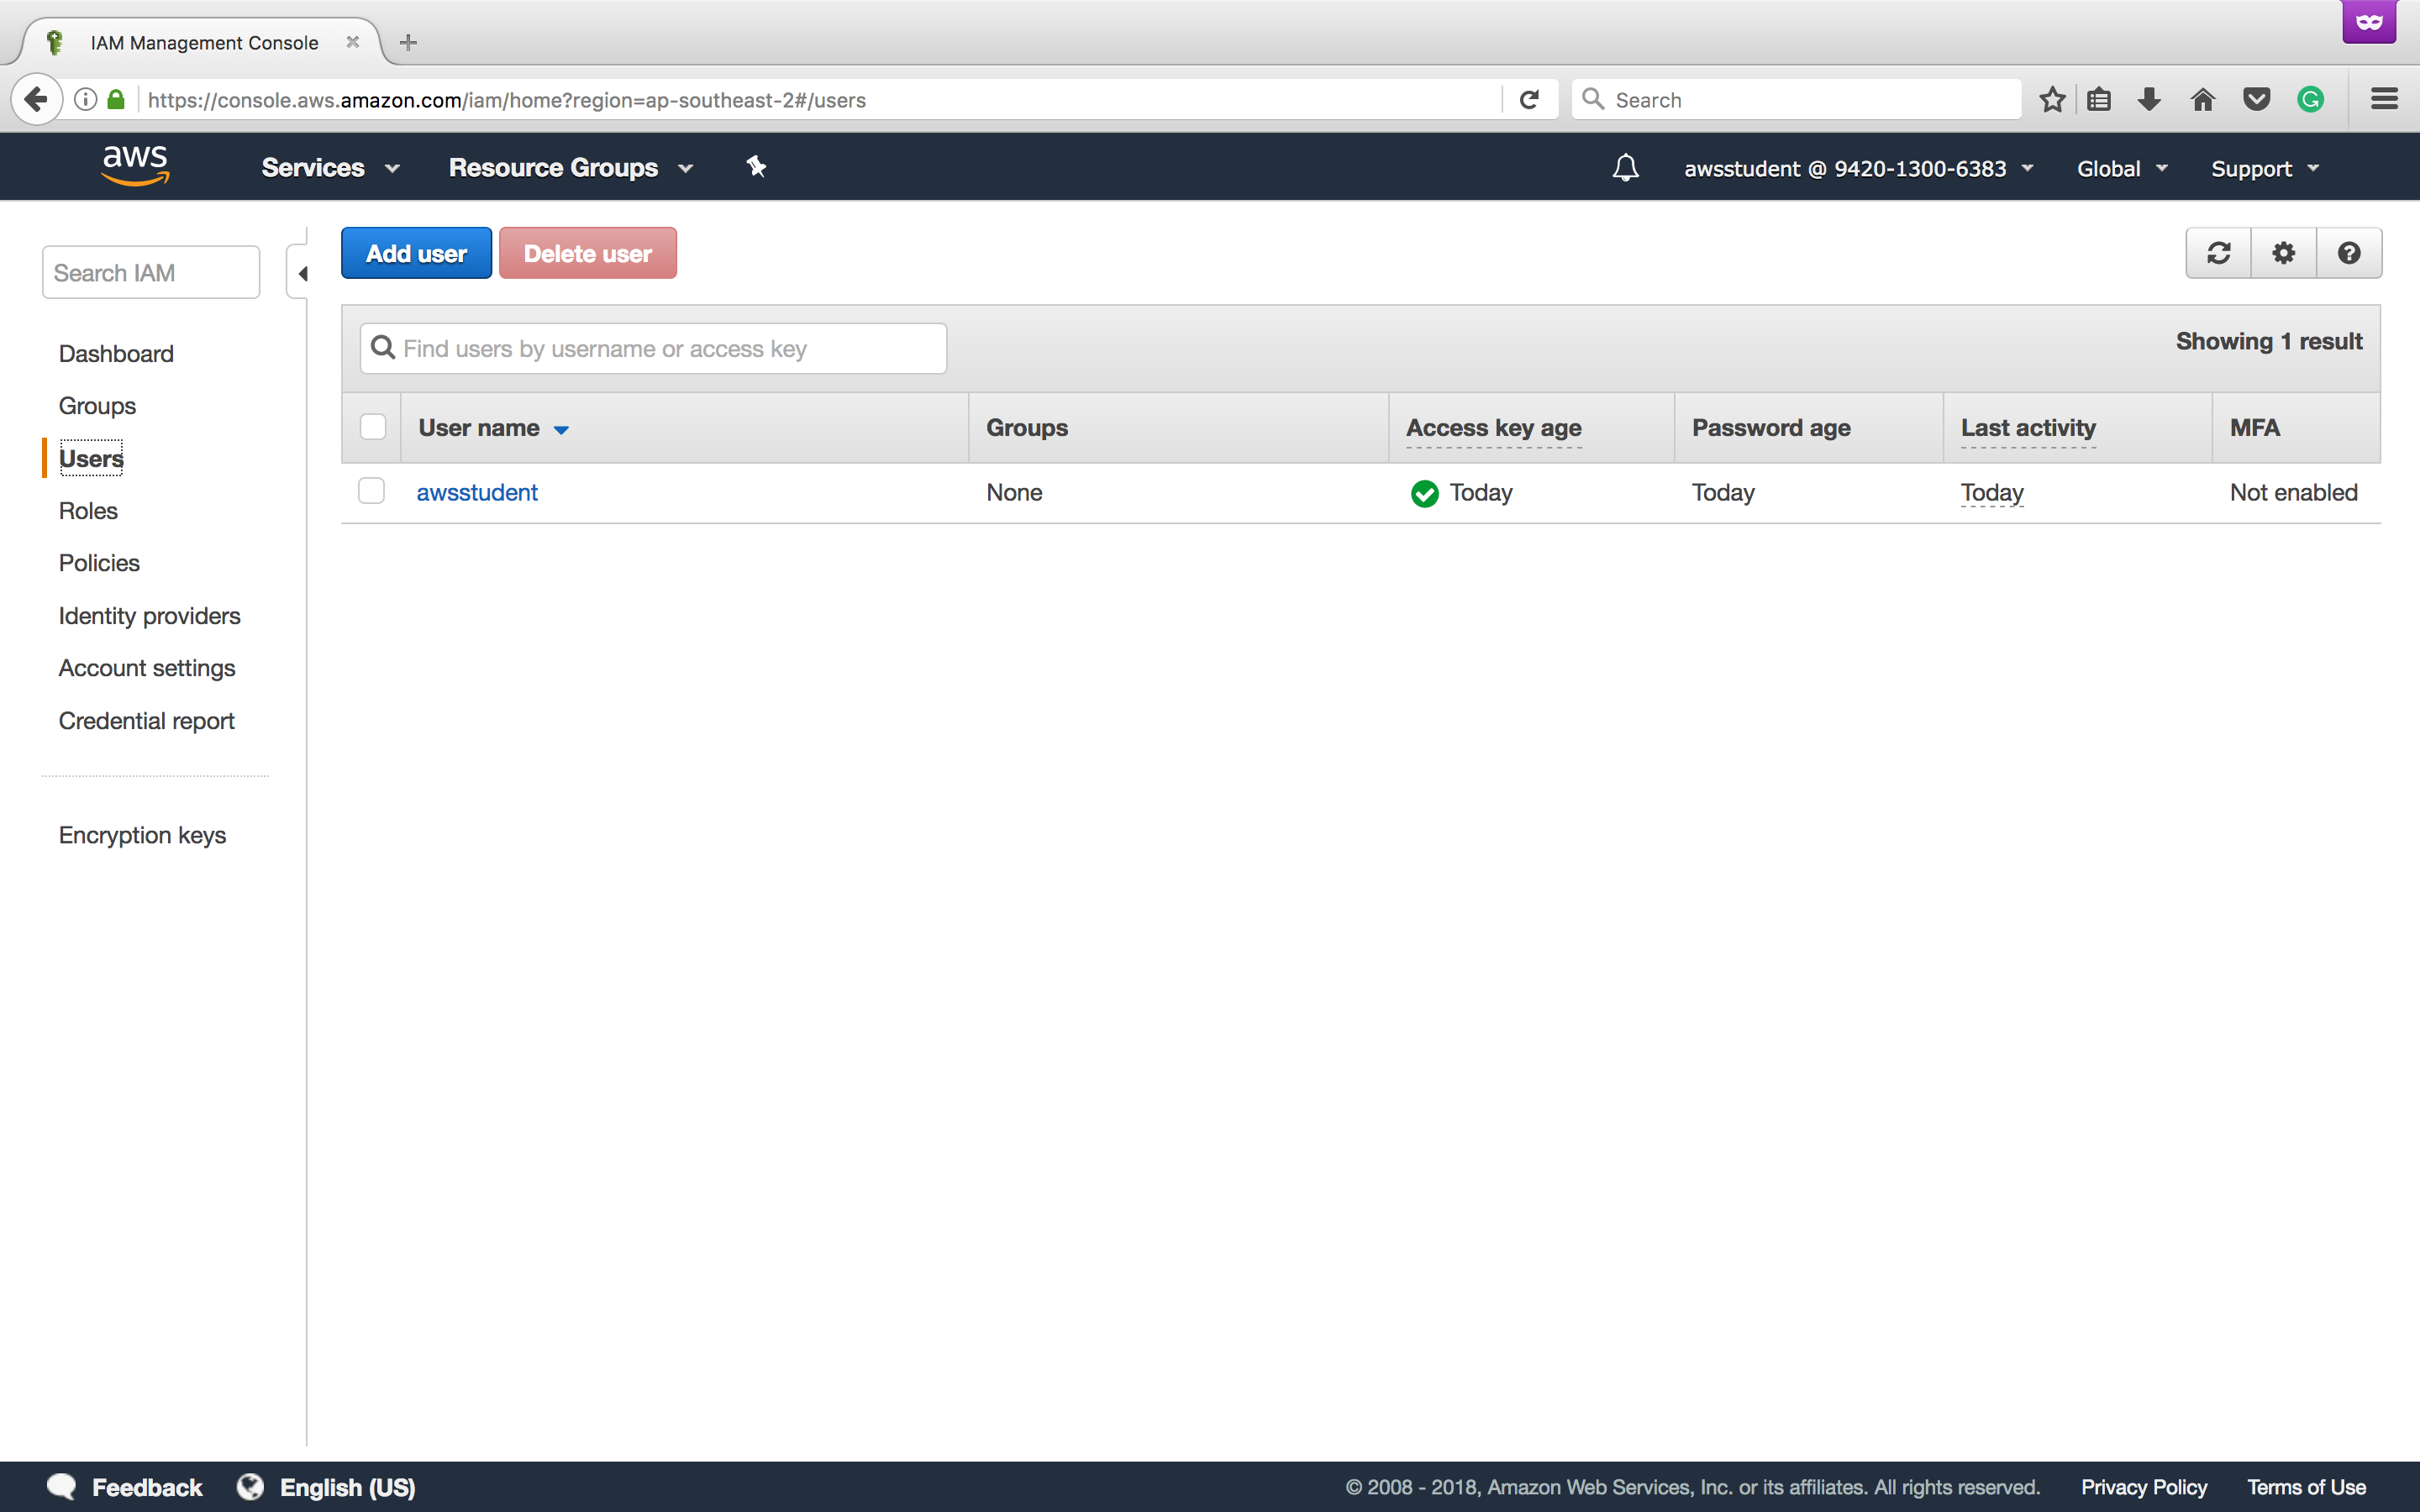 IAM Management Console
https://console.aws.amazon.com/iam/home?region=ap-southeast-2#/users
Search
aws
Services
Resource Groups
awsstudent @ 9420-1300-6383
Global
Support
Search IAM
Add user
Delete user
Dashboard
Groups
Users
Roles
Policies
Identity providers
Account settings
Credential report
Encryption keys
Find users by username or access key
Showing 1 result
User name
Groups
Access key age
Password age
Last activity
MFA
awsstudent
None
Today
Today
Today
Not enabled
Feedback
English (US)
© 2008 - 2018, Amazon Web Services, Inc. or its affiliates. All rights reserved.
Privacy Policy
Terms of Use